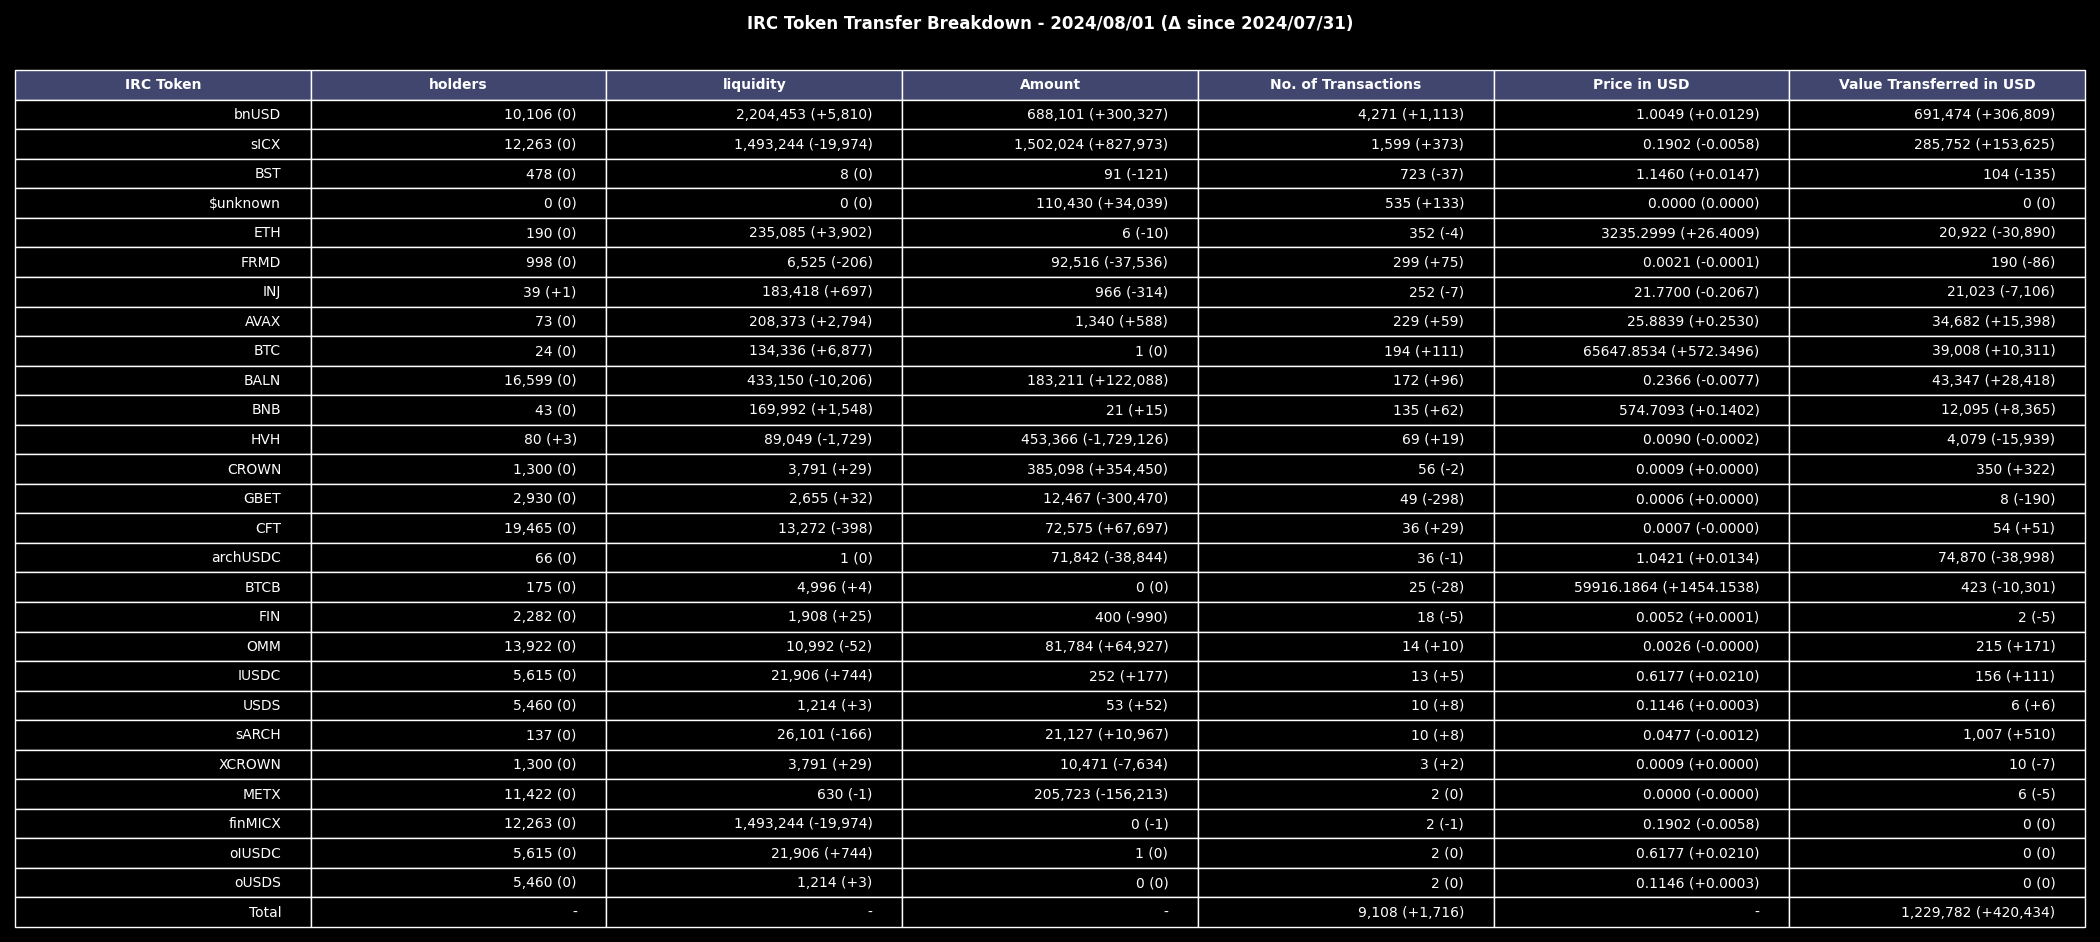 IRC Token Transfer Breakdown - 2024/08/01 (Δ since 2024/07/31)
IRC Token holders liquidity Amount No. of Transactions Price in USD Value Transferred in USD
bnUSD 10,106 (0) 2,204,453 (+5,810) 688,101 (+300,327) 4,271 (+1,113) 1.0049 (+0.0129) 691,474 (+306,809)
sICX 12,263 (0) 1,493,244 (-19,974) 1,502,024 (+827,973) 1,599 (+373) 0.1902 (-0.0058) 285,752 (+153,625)
BST 478 (0) 8 (0) 91 (-121) 723 (-37) 1.1460 (+0.0147) 104 (-135)
$unknown 0 (0) 0 (0) 110,430 (+34,039) 535 (+133) 0.0000 (0.0000) 0 (0)
ETH 190 (0) 235,085 (+3,902) 6 (-10) 352 (-4) 3235.2999 (+26.4009) 20,922 (-30,890)
FRMD 998 (0) 6,525 (-206) 92,516 (-37,536) 299 (+75) 0.0021 (-0.0001) 190 (-86)
INJ 39 (+1) 183,418 (+697) 966 (-314) 252 (-7) 21.7700 (-0.2067) 21,023 (-7,106)
AVAX 73 (0) 208,373 (+2,794) 1,340 (+588) 229 (+59) 25.8839 (+0.2530) 34,682 (+15,398)
BTC 24 (0) 134,336 (+6,877) 1 (0) 194 (+111) 65647.8534 (+572.3496) 39,008 (+10,311)
BALN 16,599 (0) 433,150 (-10,206) 183,211 (+122,088) 172 (+96) 0.2366 (-0.0077) 43,347 (+28,418)
BNB 43 (0) 169,992 (+1,548) 21 (+15) 135 (+62) 574.7093 (+0.1402) 12,095 (+8,365)
HVH 80 (+3) 89,049 (-1,729) 453,366 (-1,729,126) 69 (+19) 0.0090 (-0.0002) 4,079 (-15,939)
CROWN 1,300 (0) 3,791 (+29) 385,098 (+354,450) 56 (-2) 0.0009 (+0.0000) 350 (+322)
GBET 2,930 (0) 2,655 (+32) 12,467 (-300,470) 49 (-298) 0.0006 (+0.0000) 8 (-190)
CFT 19,465 (0) 13,272 (-398) 72,575 (+67,697) 36 (+29) 0.0007 (-0.0000) 54 (+51)
archUSDC 66 (0) 1 (0) 71,842 (-38,844) 36 (-1) 1.0421 (+0.0134) 74,870 (-38,998)
BTCB 175 (0) 4,996 (+4) 0 (0) 25 (-28) 59916.1864 (+1454.1538) 423 (-10,301)
FIN 2,282 (0) 1,908 (+25) 400 (-990) 18 (-5) 0.0052 (+0.0001) 2 (-5)
OMM 13,922 (0) 10,992 (-52) 81,784 (+64,927) 14 (+10) 0.0026 (-0.0000) 215 (+171)
IUSDC 5,615 (0) 21,906 (+744) 252 (+177) 13 (+5) 0.6177 (+0.0210) 156 (+111)
USDS 5,460 (0) 1,214 (+3) 53 (+52) 10 (+8) 0.1146 (+0.0003) 6 (+6)
sARCH 137 (0) 26,101 (-166) 21,127 (+10,967) 10 (+8) 0.0477 (-0.0012) 1,007 (+510)
XCROWN 1,300 (0) 3,791 (+29) 10,471 (-7,634) 3 (+2) 0.0009 (+0.0000) 10 (-7)
METX 11,422 (0) 630 (-1) 205,723 (-156,213) 2 (0) 0.0000 (-0.0000) 6 (-5)
finMICX 12,263 (0) 1,493,244 (-19,974) 0 (-1) 2 (-1) 0.1902 (-0.0058) 0 (0)
oIUSDC 5,615 (0) 21,906 (+744) 1 (0) 2 (0) 0.6177 (+0.0210) 0 (0)
oUSDS 5,460 (0) 1,214 (+3) 0 (0) 2 (0) 0.1146 (+0.0003) 0 (0)
Total - - - 9,108 (+1,716) - 1,229,782 (+420,434)